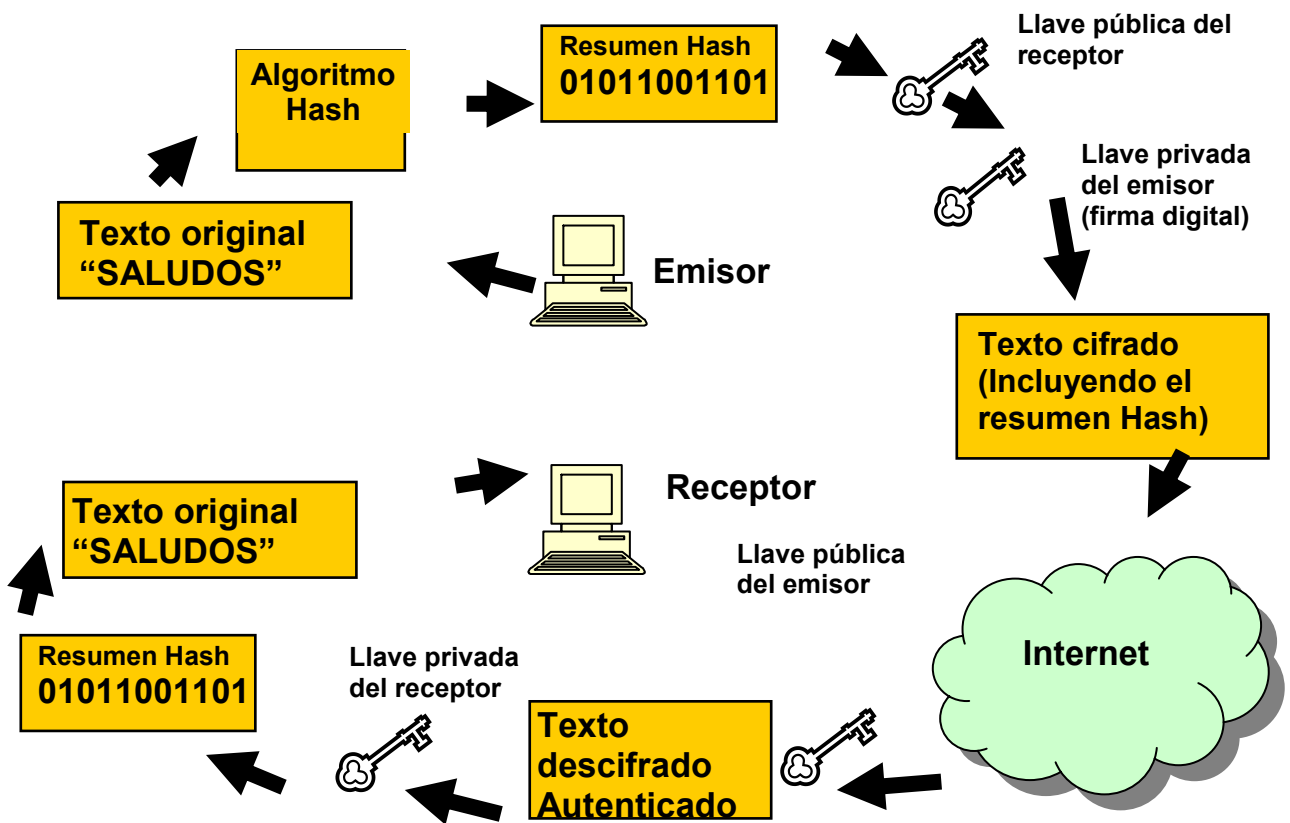 Llave pública del
receptor
Resumen Hash
01011001101
Algoritmo
Hash
Llave privada
del emisor
(firma digital)
Texto original
“SALUDOS”
Emisor
Texto cifrado
(Incluyendo el
resumen Hash)
Receptor
Texto original
“SALUDOS”
Llave pública
del emisor
Internet
Resumen Hash
01011001101
Llave privada
del receptor
Texto
descifrado
Autenticado